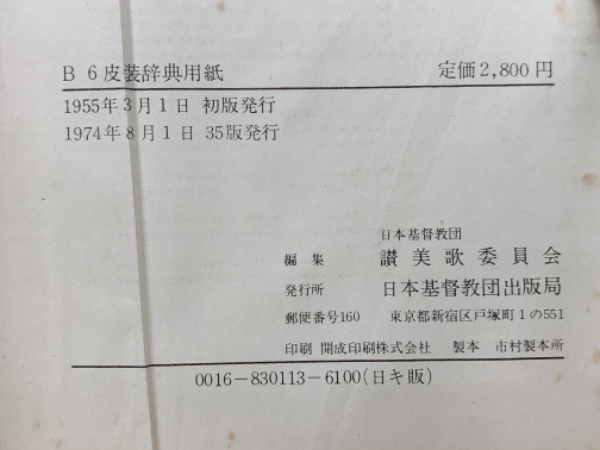 B 6皮装辞典用紙 定価2,800円
1955年3月1日 初版発行
1974年8月1日 35版発行
日本基督教団
編集 讃美歌委員会
発行所 日本基督教団出版局
郵便番号160 東京都新宿区戸塚町1の551
印刷 開成印刷株式会社 製本 市村製本所
0016-830113-6100(日キ販)